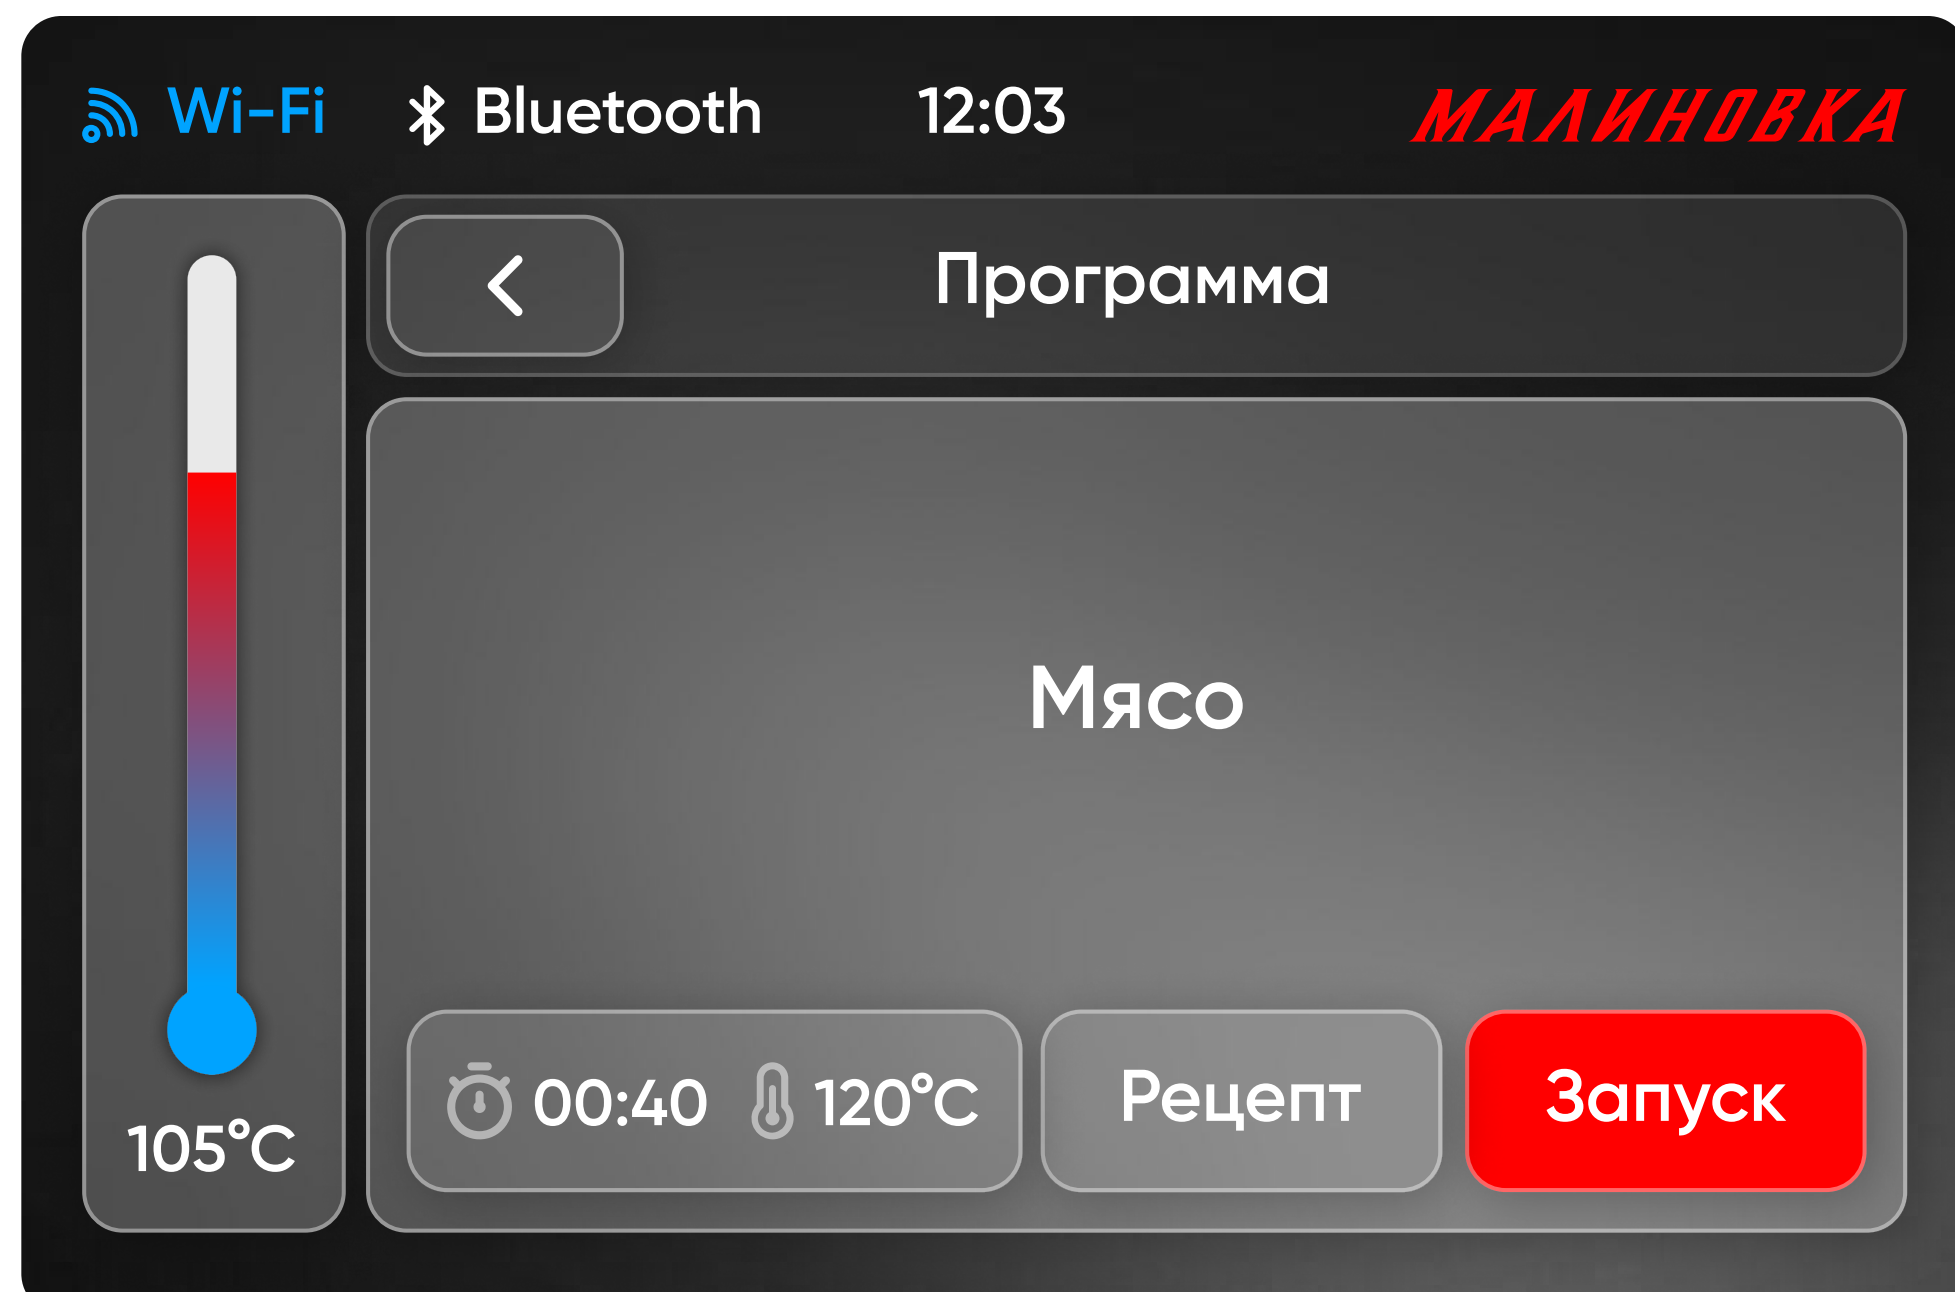 Wi-Fi Bluetooth 12:03 МАЛИНОВКА
Программа
Мясо
00:40 120°C Рецепт Запуск
105°C